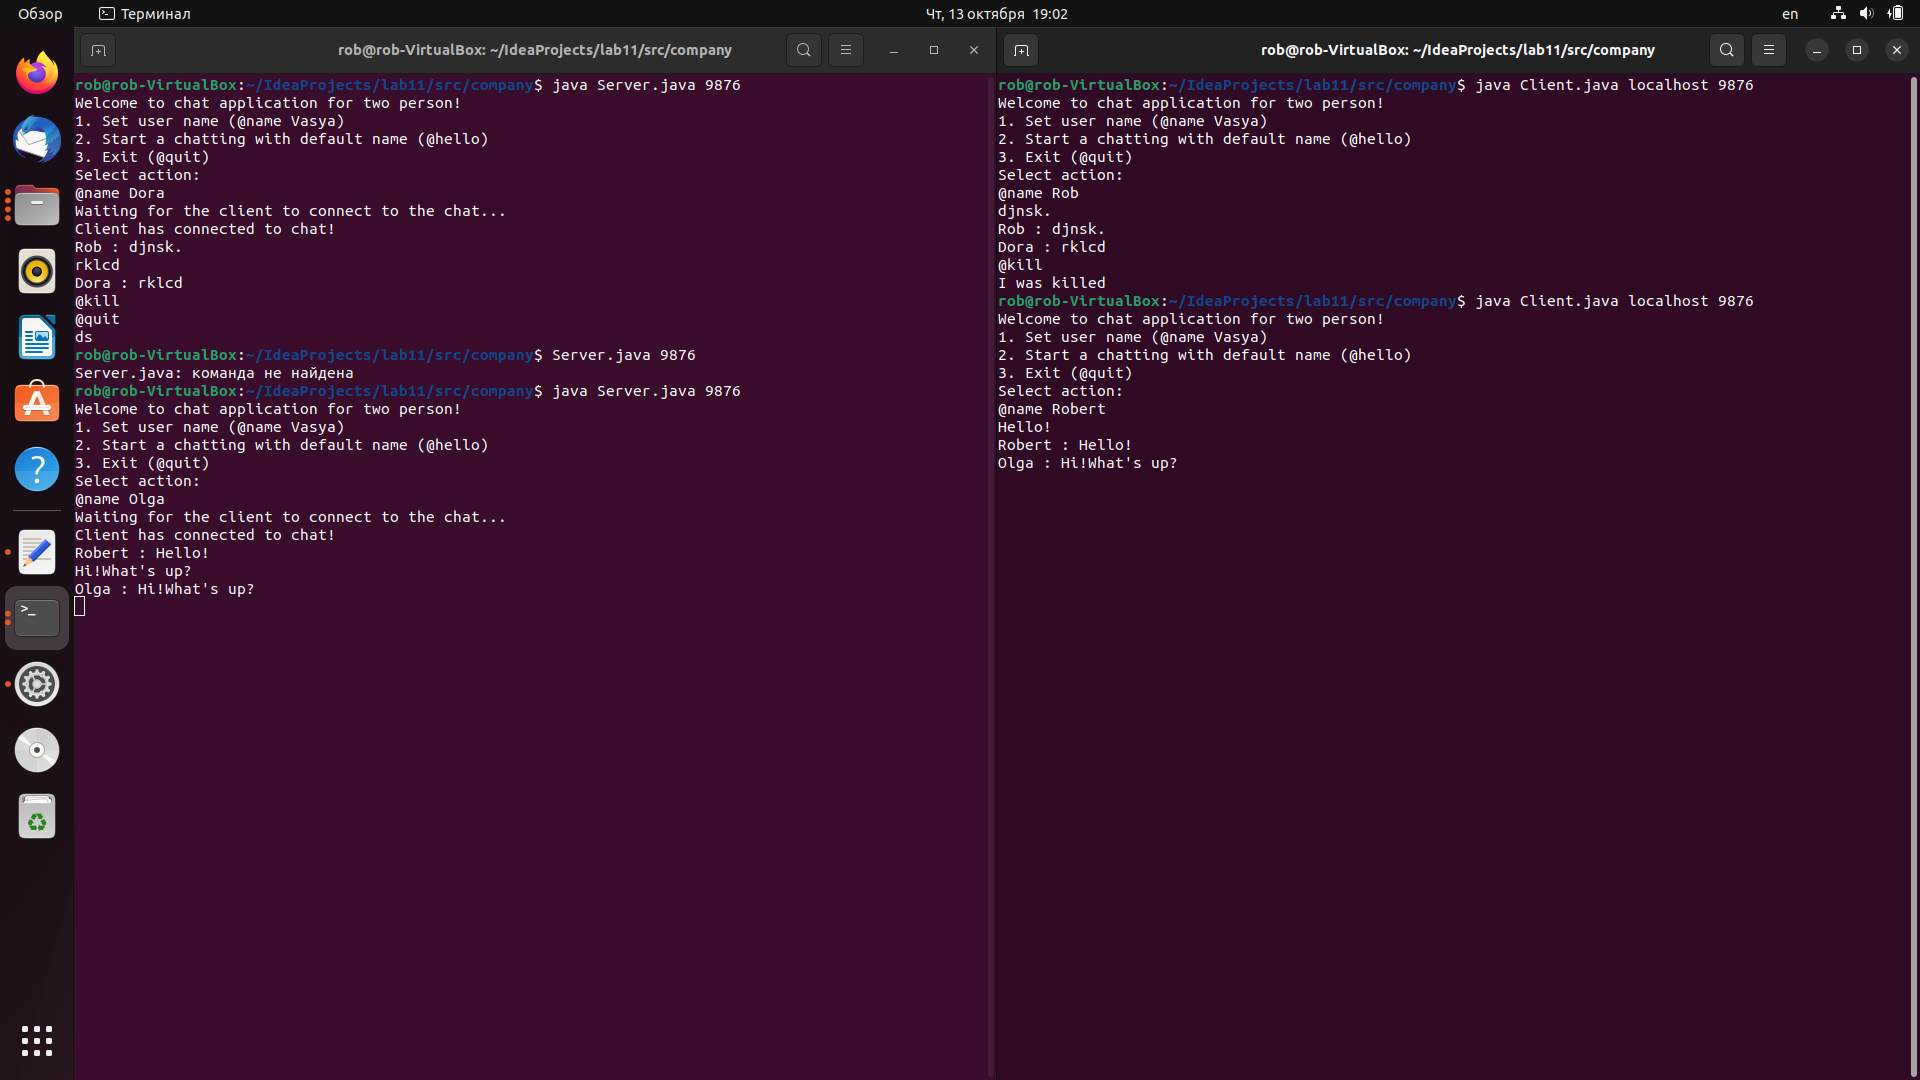 Обзор
Терминал
Чт, 13 октября 19:02
en
rob@rob-VirtualBox: ~/IdeaProjects/lab11/src/company
rob@rob-VirtualBox:~/IdeaProjects/lab11/src/company$ java Server.java 9876
Welcome to chat application for two person!
1. Set user name (@name Vasya)
2. Start a chatting with default name (@hello)
3. Exit (@quit)
Select action:
@name Dora
Waiting for the client to connect to the chat...
Client has connected to chat!
Rob : djnsk.
rklcd
Dora : rklcd
@kill
@quit
ds
rob@rob-VirtualBox:~/IdeaProjects/lab11/src/company$ Server.java 9876
Server.java: команда не найдена
rob@rob-VirtualBox:~/IdeaProjects/lab11/src/company$ java Server.java 9876
Welcome to chat application for two person!
1. Set user name (@name Vasya)
2. Start a chatting with default name (@hello)
3. Exit (@quit)
Select action:
@name Olga
Waiting for the client to connect to the chat...
Client has connected to chat!
Robert : Hello!
Hi!What's up?
Olga : Hi!What's up?
rob@rob-VirtualBox: ~/IdeaProjects/lab11/src/company
rob@rob-VirtualBox:~/IdeaProjects/lab11/src/company$ java Client.java localhost 9876
Welcome to chat application for two person!
1. Set user name (@name Vasya)
2. Start a chatting with default name (@hello)
3. Exit (@quit)
Select action:
@name Rob
djnsk.
Rob : djnsk.
Dora : rklcd
@kill
I was killed
rob@rob-VirtualBox:~/IdeaProjects/lab11/src/company$ java Client.java localhost 9876
Welcome to chat application for two person!
1. Set user name (@name Vasya)
2. Start a chatting with default name (@hello)
3. Exit (@quit)
Select action:
@name Robert
Hello!
Robert : Hello!
Olga : Hi!What's up?